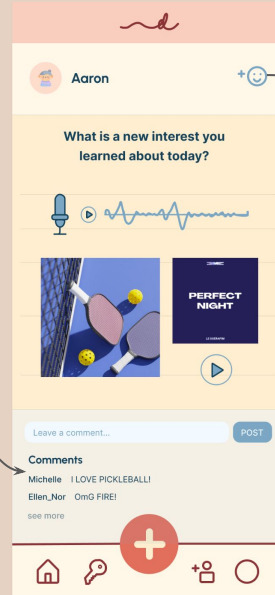 d
Aaron
What is a new interest you
learned about today?
PERFECT
NIGHT
LE SSERAFIM
Leave a comment...
POST
Comments
Michelle I LOVE PICKLEBALL!
Ellen_Nor OmG FIRE!
see more